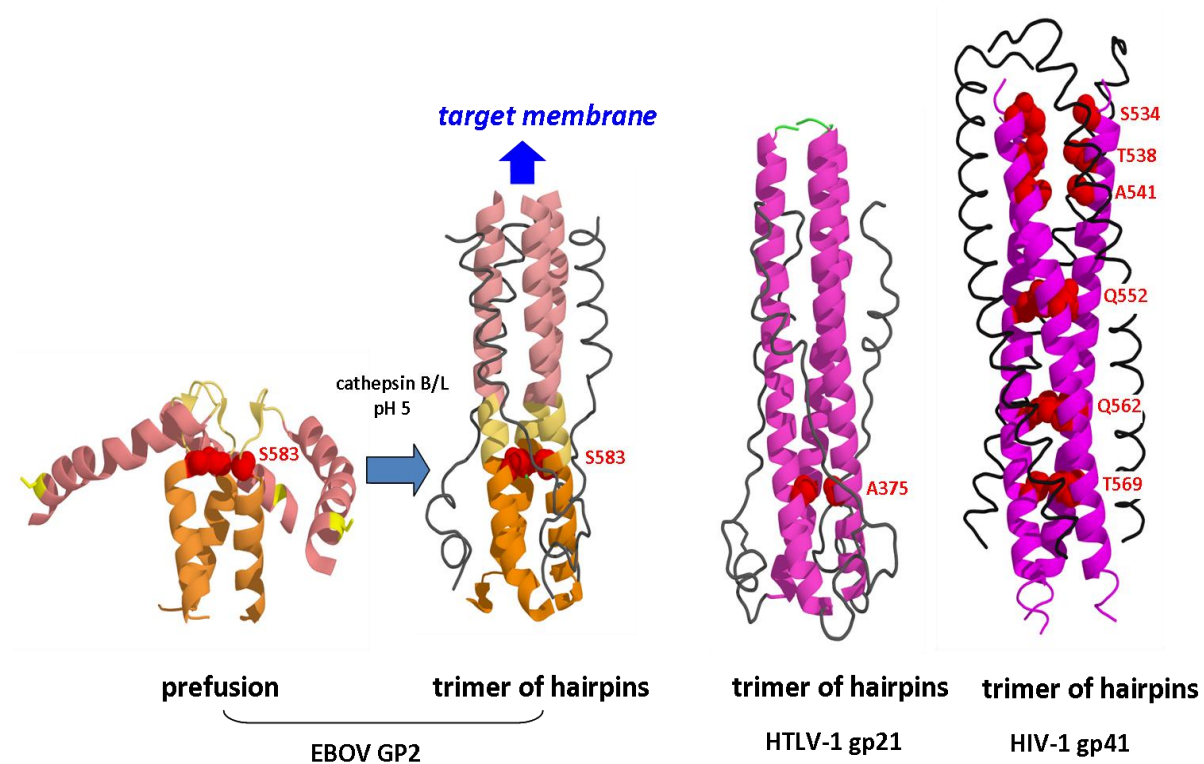 target membrane
cathepsin B/L
pH 5
S583
S583
A375
S534
T538
A541
Q552
Q562
T569
prefusion
trimer of hairpins
trimer of hairpins
trimer of hairpins
EBOV GP2
HTLV-1 gp21
HIV-1 gp41